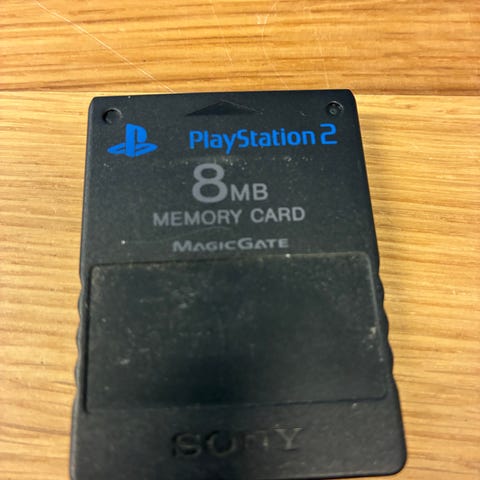 PlayStation 2
8MB
MEMORY CARD
MAGICGATE
SONY